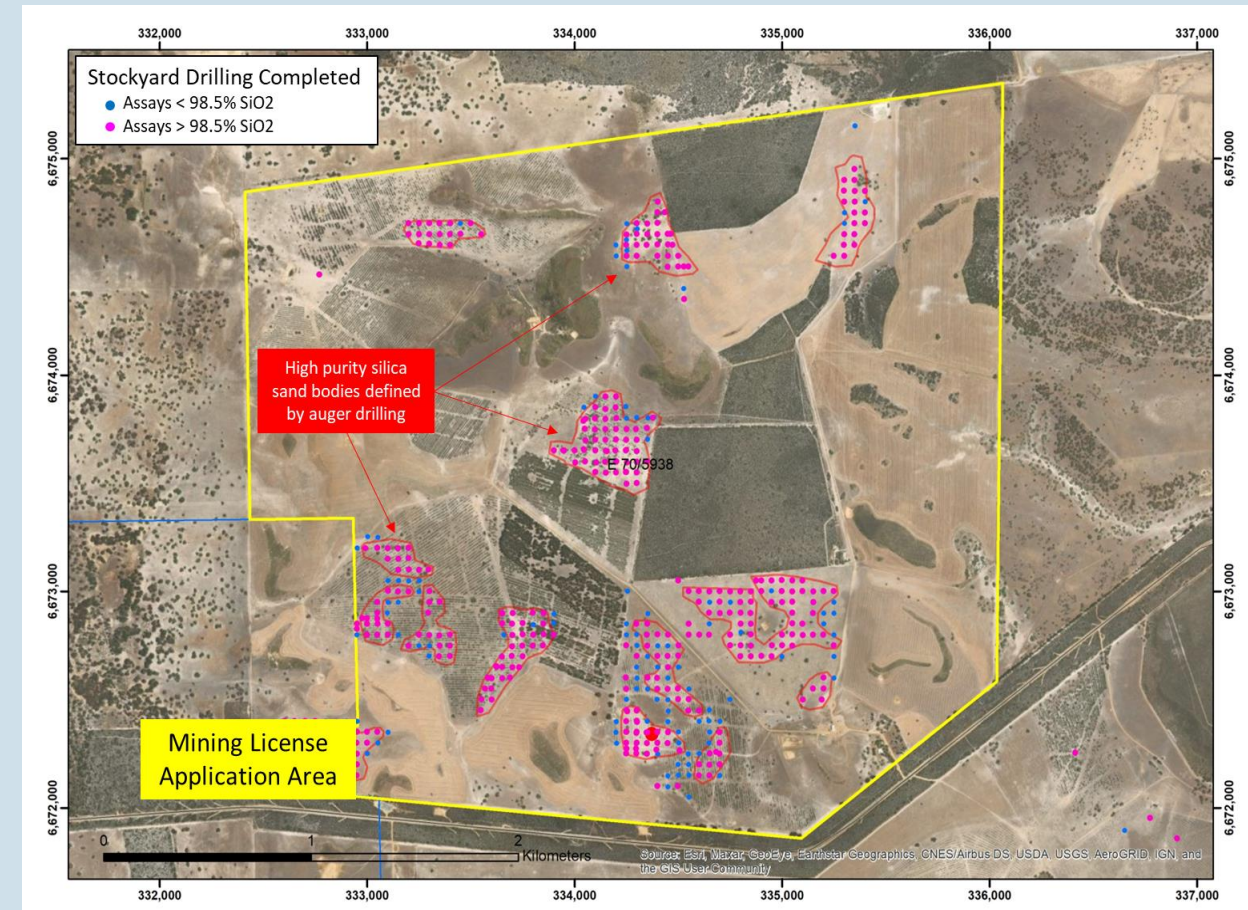 332,000
333,000
334,000
335,000
336,000
337,000
Stockyard Drilling Completed
Assays < 98.5% SiO2
Assays > 98.5% SiO2
6,675,000
6,675,000
6,674,000
6,674,000
High purity silica
sand bodies defined
by auger drilling
E 70/5938
6,673,000
6,673,000
Mining License
Application Area
6,672,000
6,672,000
0
1
2
Kilometers
Source: Esri, Maxar, GeoEye, Earthstar Geographics, CNES/Airbus DS, USDA, USGS, AeroGRID, IGN, and
the GIS User Community
332,000
333,000
334,000
335,000
336,000
337,000